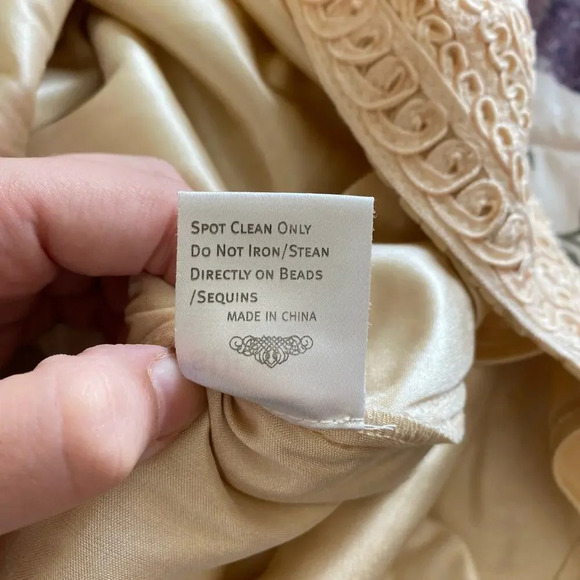 Spot Clean Only
Do Not Iron/Stean
Directly on Beads
/Sequins
MADE IN CHINA